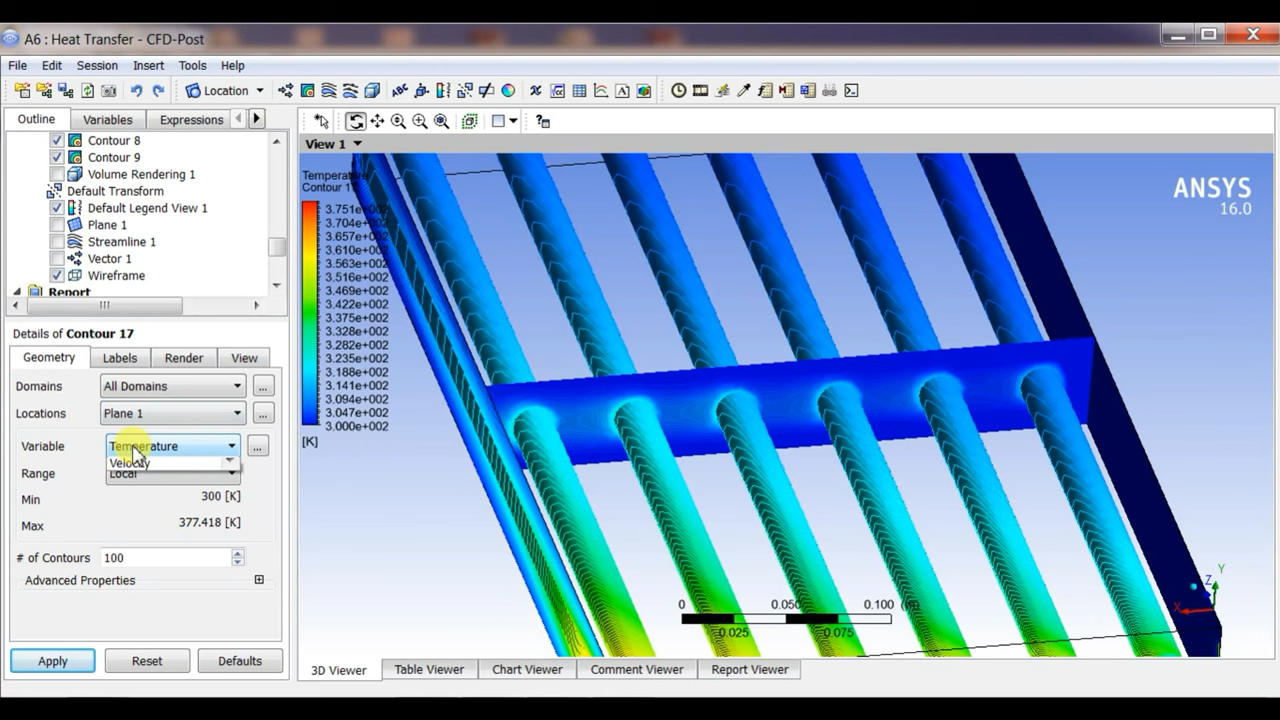 A6 : Heat Transfer - CFD-Post
File Edit Session Insert Tools Help
Location
Outline Variables Expressions
Contour 8
Contour 9
Volume Rendering 1
Default Transform
Default Legend View 1
Plane 1
Streamline 1
Vector 1
Wireframe
Report
Details of Contour 17
Geometry Labels Render View
Domains All Domains ...
Locations Plane 1 ...
Variable Temperature ...
Velocity
Range Local
Min 300 [K]
Max 377.418 [K]
# of Contours 100
Advanced Properties
Apply Reset Defaults
View 1
Temperature
Contour 17
3.751e+002
3.704e+002
3.657e+002
3.610e+002
3.563e+002
3.516e+002
3.469e+002
3.422e+002
3.375e+002
3.328e+002
3.282e+002
3.235e+002
3.188e+002
3.141e+002
3.094e+002
3.047e+002
3.000e+002
[K]
ANSYS
16.0
0 0.050 0.100 (m)
0.025 0.075
Y
Z
X
3D Viewer Table Viewer Chart Viewer Comment Viewer Report Viewer